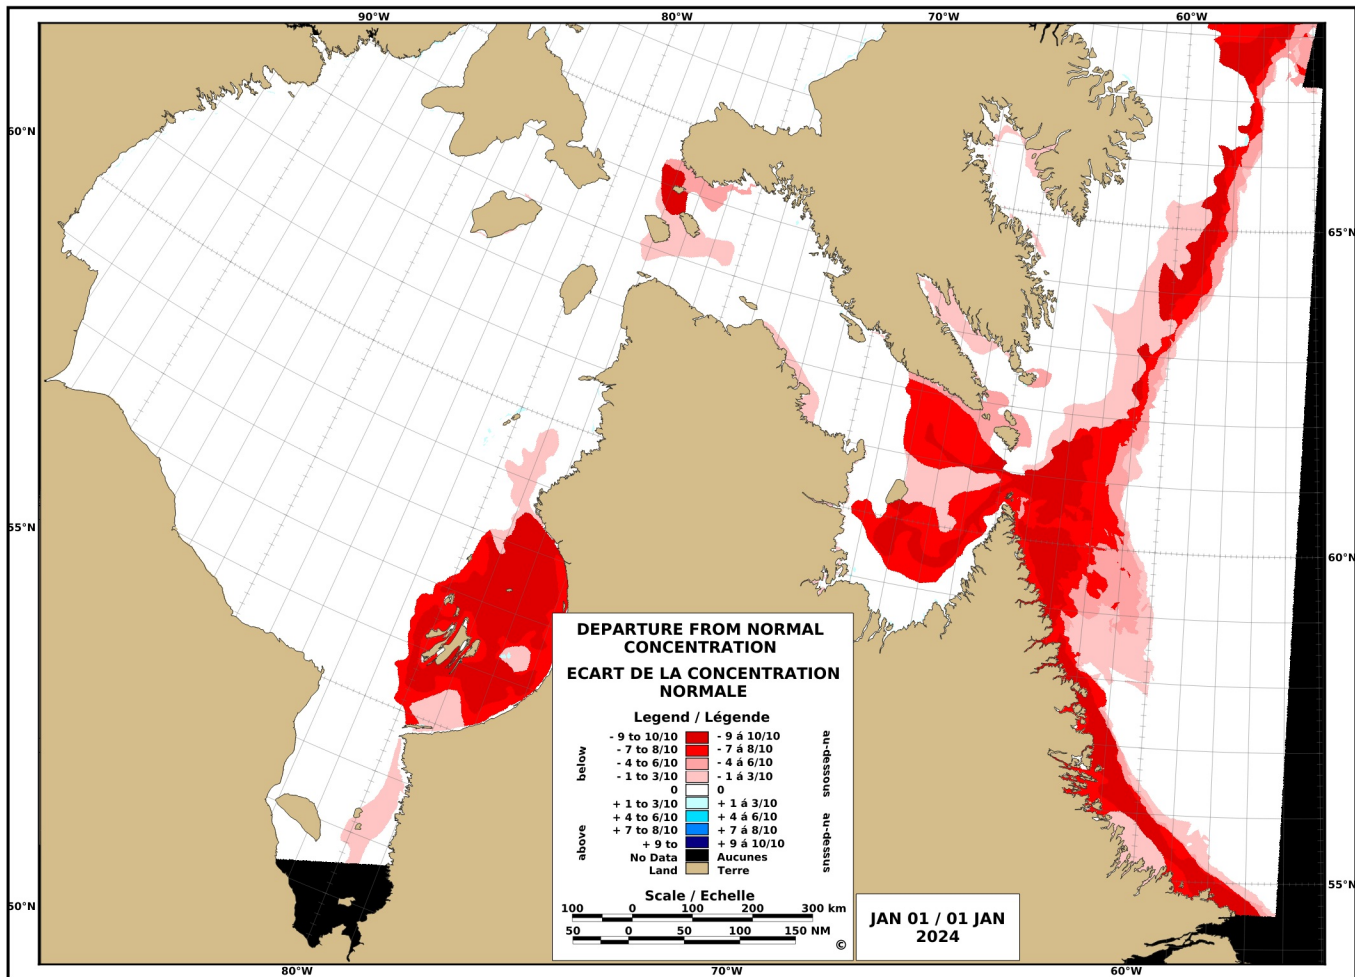 90°W 80°W 70°W 60°W
60°N
65°N
55°N
60°N
50°N
55°N
80°W 70°W 60°W
DEPARTURE FROM NORMAL
CONCENTRATION
ECART DE LA CONCENTRATION
NORMALE
Legend / Légende
below
above
- 9 to 10/10 - 9 á 10/10
- 7 to 8/10 - 7 á 8/10
- 4 to 6/10 - 4 á 6/10
- 1 to 3/10 - 1 á 3/10
0 0
+ 1 to 3/10 + 1 á 3/10
+ 4 to 6/10 + 4 á 6/10
+ 7 to 8/10 + 7 á 8/10
+ 9 to + 9 á 10/10
No Data Aucunes
Land Terre
au-dessous
au-dessus
Scale / Echelle
100 0 100 200 300 km
50 0 50 100 150 NM
©
JAN 01 / 01 JAN
2024